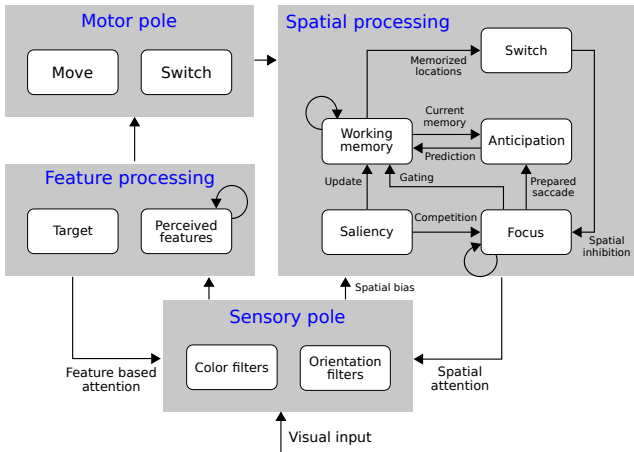 Motor pole
Move
Switch
Spatial processing
Switch
Memorized
locations
Working
memory
Current
memory
Anticipation
Prediction
Update
Gating
Prepared
saccade
Saliency
Competition
Focus
Spatial
inhibition
Feature processing
Target
Perceived
features
Spatial bias
Sensory pole
Color filters
Orientation
filters
Feature based
attention
Spatial
attention
Visual input